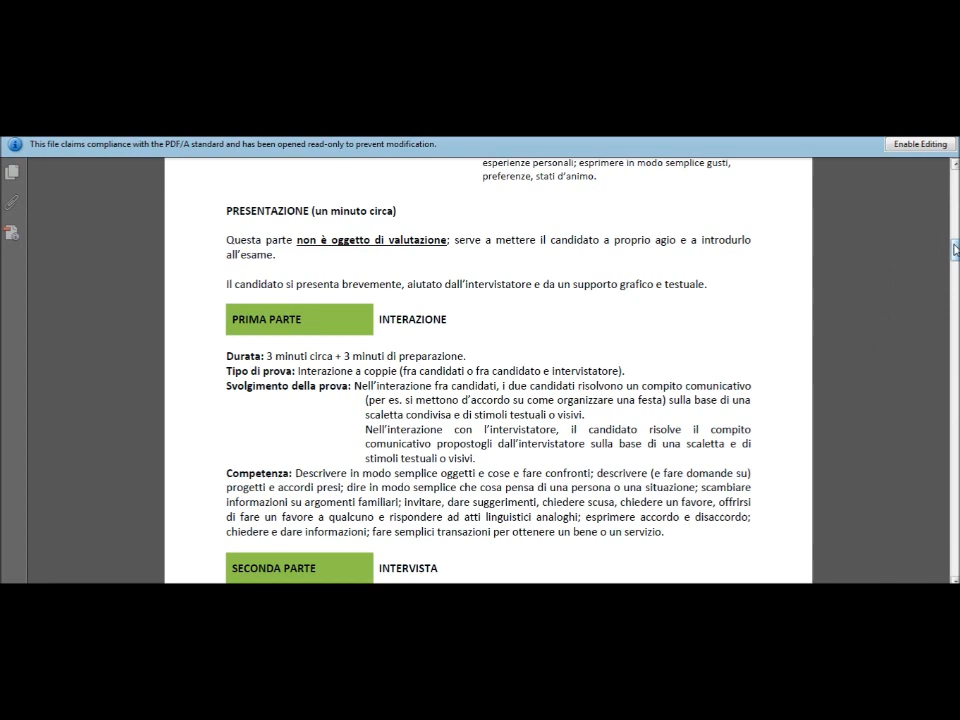 This file claims compliance with the PDF/A standard and has been opened read-only to prevent modification.
Enable Editing
esperienze personali; esprimere in modo semplice gusti,
preferenze, stati d'animo.
PRESENTAZIONE (un minuto circa)
Questa parte non è oggetto di valutazione; serve a mettere il candidato a proprio agio e a introdurlo
all'esame.
Il candidato si presenta brevemente, aiutato dall'intervistatore e da un supporto grafico e testuale.
PRIMA PARTE INTERAZIONE
Durata: 3 minuti circa + 3 minuti di preparazione.
Tipo di prova: Interazione a coppie (fra candidati o fra candidato e intervistatore).
Svolgimento della prova: Nell'interazione fra candidati, i due candidati risolvono un compito comunicativo
(per es. si mettono d'accordo su come organizzare una festa) sulla base di una
scaletta condivisa e di stimoli testuali o visivi.
Nell'interazione con l'intervistatore, il candidato risolve il compito
comunicativo propostogli dall'intervistatore sulla base di una scaletta e di
stimoli testuali o visivi.
Competenza: Descrivere in modo semplice oggetti e cose e fare confronti; descrivere (e fare domande su)
progetti e accordi presi; dire in modo semplice che cosa pensa di una persona o una situazione; scambiare
informazioni su argomenti familiari; invitare, dare suggerimenti, chiedere scusa, chiedere un favore, offrirsi
di fare un favore a qualcuno e rispondere ad atti linguistici analoghi; esprimere accordo e disaccordo;
chiedere e dare informazioni; fare semplici transazioni per ottenere un bene o un servizio.
SECONDA PARTE INTERVISTA